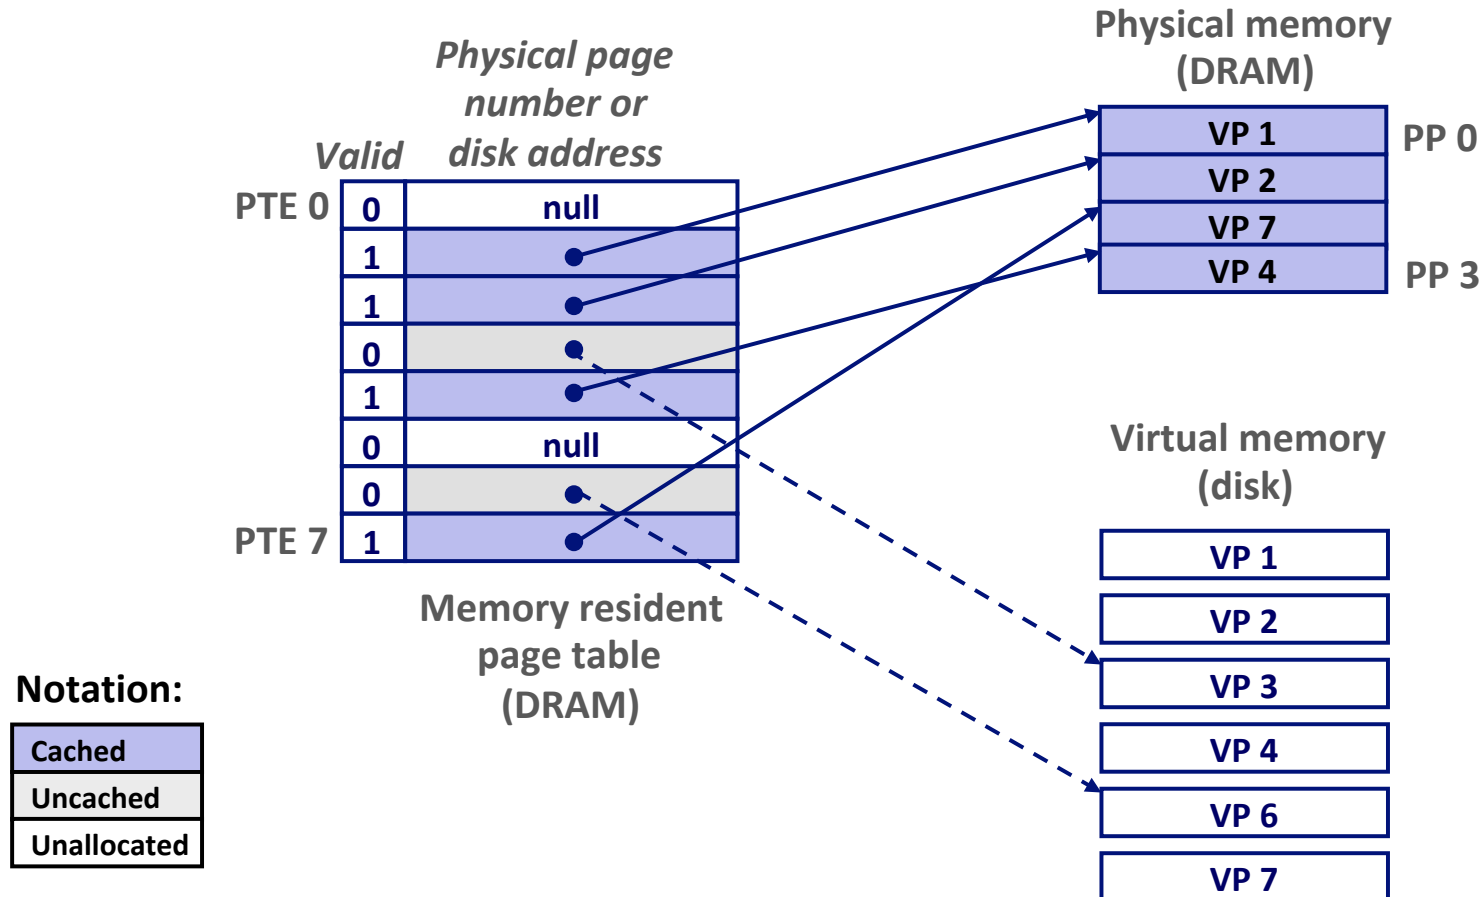 Physical page
number or
disk address
Valid
PTE 0
0
null
1
1
0
1
0
null
0
PTE 7
1
Memory resident
page table
(DRAM)
Physical memory
(DRAM)
VP 1
PP 0
VP 2
VP 7
VP 4
PP 3
Virtual memory
(disk)
VP 1
VP 2
VP 3
VP 4
VP 6
VP 7
Notation:
Cached
Uncached
Unallocated